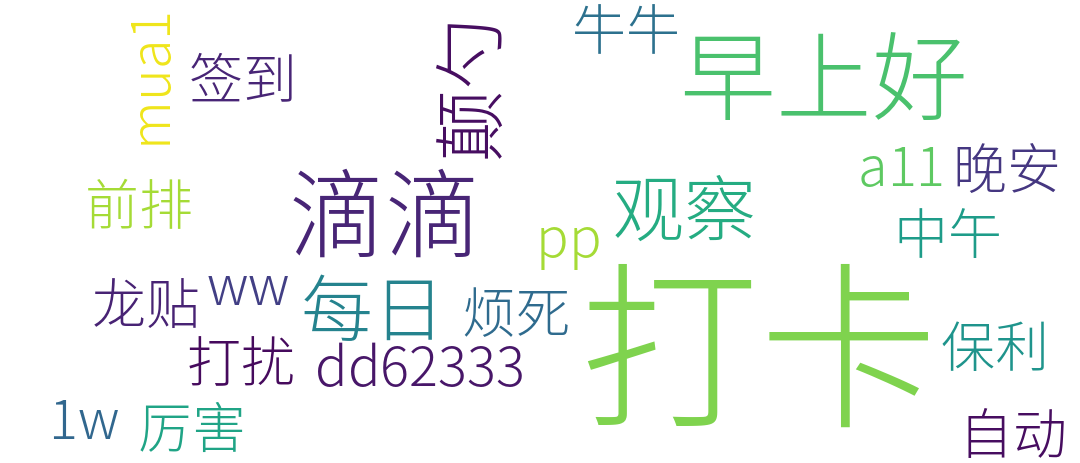 牛牛
早上好
mua1
签到
颠勺
a11
晚安
前排
滴滴
观察
中午
pp
龙贴
ww
每日
烦死
打卡
保利
打扰
dd62333
1w
厉害
自动